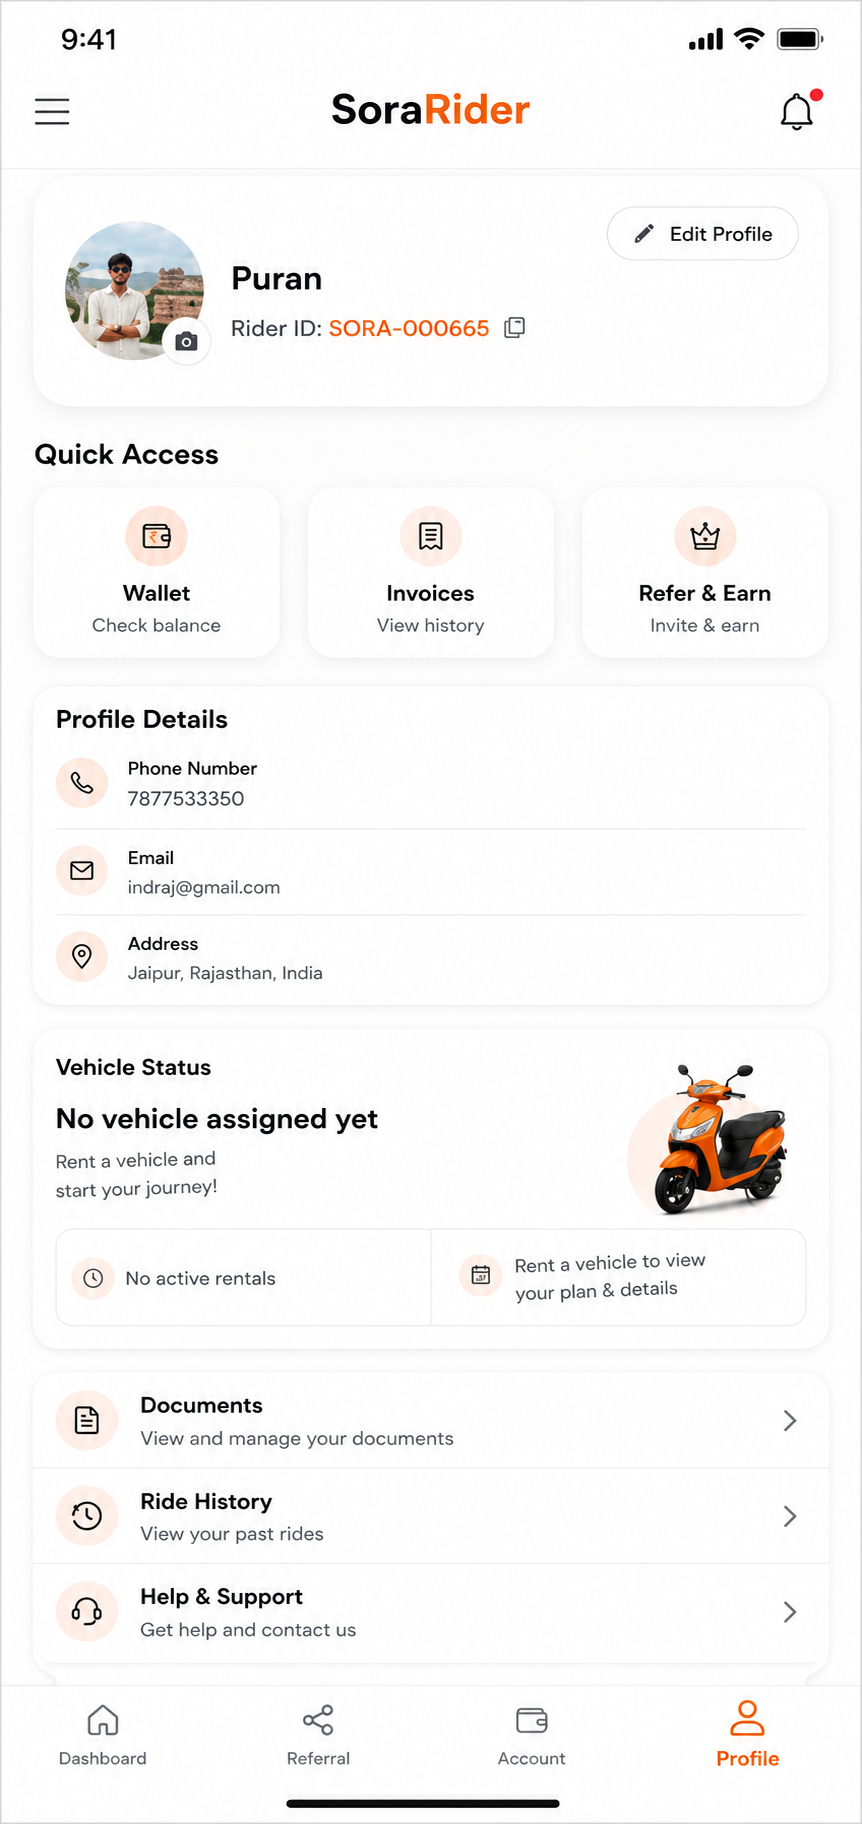 9:41
SoraRider
Edit Profile
Puran
Rider ID: SORA-000665
Quick Access
Wallet
Check balance
Invoices
View history
Refer & Earn
Invite & earn
Profile Details
Phone Number
7877533350
Email
indraj@gmail.com
Address
Jaipur, Rajasthan, India
Vehicle Status
No vehicle assigned yet
Rent a vehicle and
start your journey!
No active rentals
Rent a vehicle to view
your plan & details
Documents
View and manage your documents
Ride History
View your past rides
Help & Support
Get help and contact us
Dashboard
Referral
Account
Profile